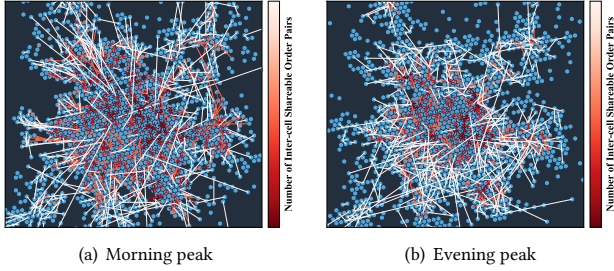 Number of Inter-cell Shareable Order Pairs
Number of Inter-cell Shareable Order Pairs
(a) Morning peak
(b) Evening peak